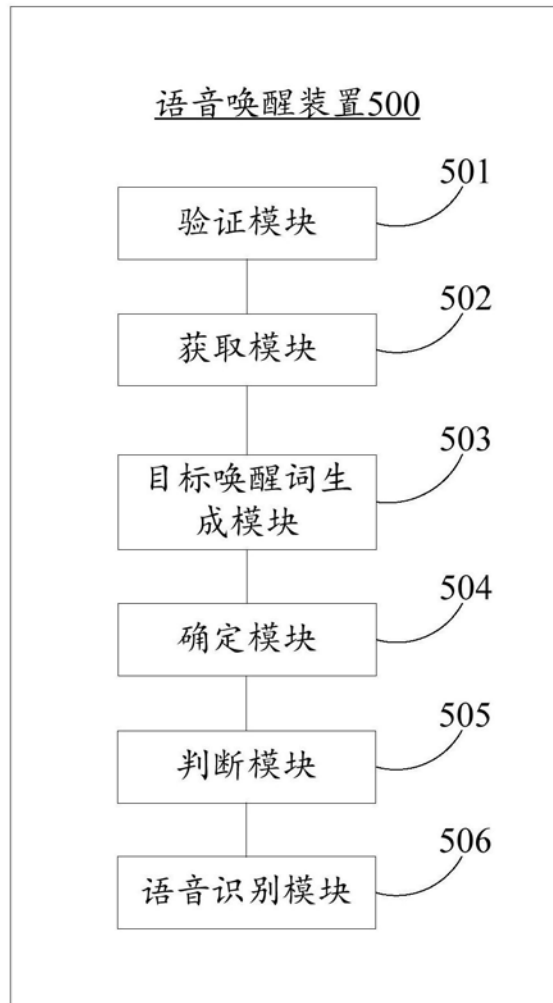 语音唤醒装置500
501
验证模块
502
获取模块
503
目标唤醒词生
成模块
504
确定模块
505
判断模块
506
语音识别模块